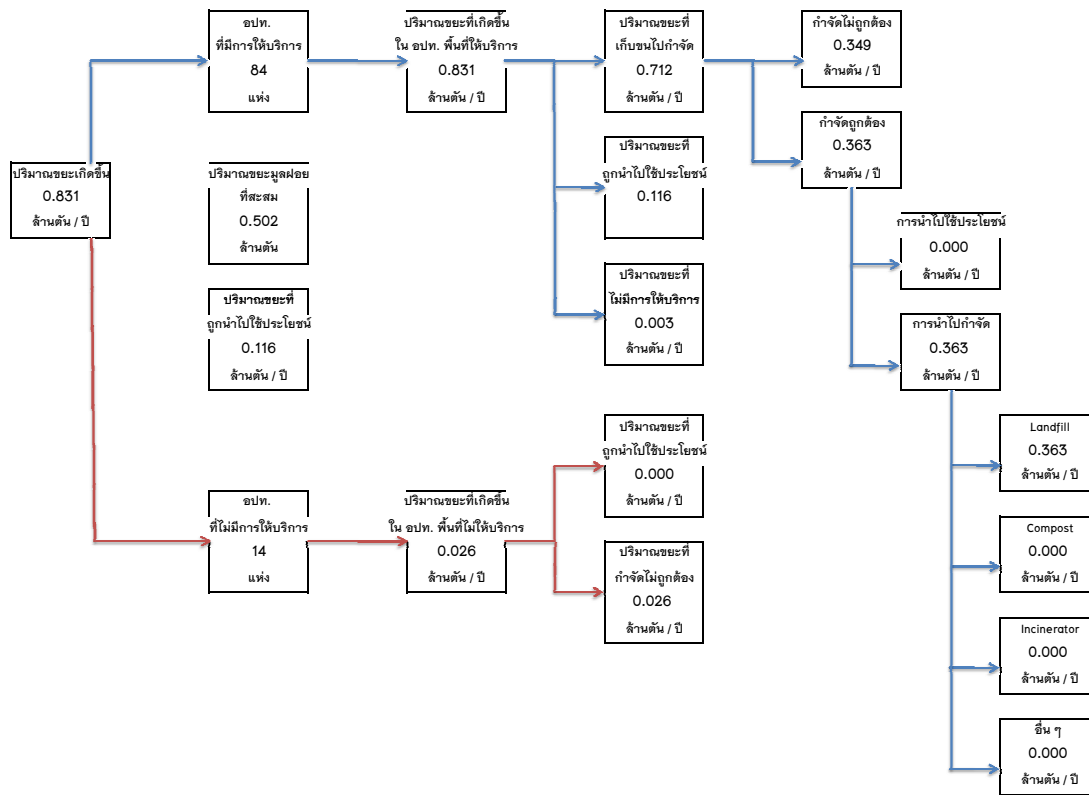 ปริมาณขยะเกิดขึ้น
0.831
ล้านตัน / ปี
อปท.
ที่มีการให้บริการ
84
แห่ง
ปริมาณขยะที่เกิดขึ้น
ใน อปท. พื้นที่ให้บริการ
0.831
ล้านตัน / ปี
ปริมาณขยะที่
เก็บขนไปกำจัด
0.712
ล้านตัน / ปี
กำจัดไม่ถูกต้อง
0.349
ล้านตัน / ปี
กำจัดถูกต้อง
0.363
ล้านตัน / ปี
ปริมาณขยะมูลฝอย
ที่สะสม
0.502
ล้านตัน
ปริมาณขยะที่
ถูกนำไปใช้ประโยชน์
0.116
ปริมาณขยะที่
ถูกนำไปใช้ประโยชน์
0.116
ล้านตัน / ปี
ปริมาณขยะที่
ไม่มีการให้บริการ
0.003
ล้านตัน / ปี
การนำไปใช้ประโยชน์
0.000
ล้านตัน / ปี
การนำไปกำจัด
0.363
ล้านตัน / ปี
อปท.
ที่ไม่มีการให้บริการ
14
แห่ง
ปริมาณขยะที่เกิดขึ้น
ใน อปท. พื้นที่ไม่ให้บริการ
0.026
ล้านตัน / ปี
ปริมาณขยะที่
ถูกนำไปใช้ประโยชน์
0.000
ล้านตัน / ปี
ปริมาณขยะที่
กำจัดไม่ถูกต้อง
0.026
ล้านตัน / ปี
Landfill
0.363
ล้านตัน / ปี
Compost
0.000
ล้านตัน / ปี
Incinerator
0.000
ล้านตัน / ปี
อื่น ๆ
0.000
ล้านตัน / ปี